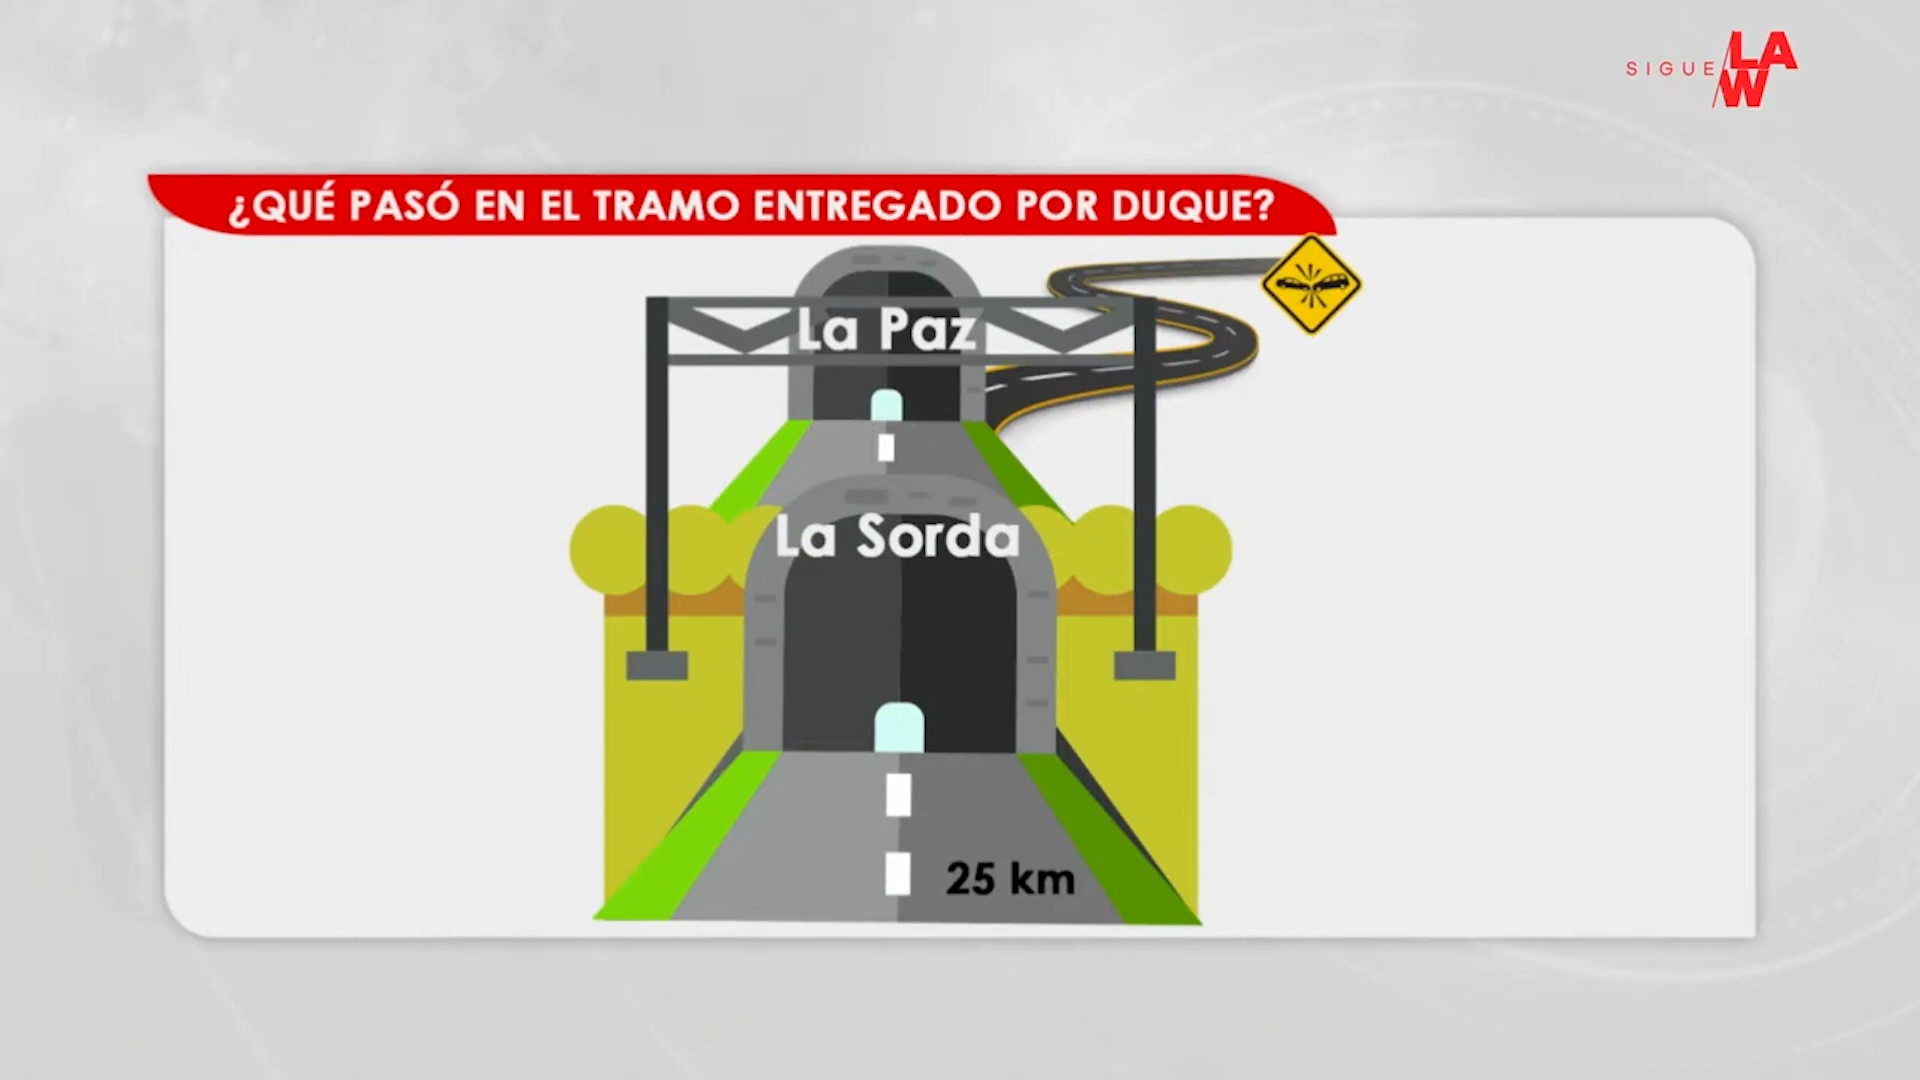 SIGUE LA W
¿QUÉ PASÓ EN EL TRAMO ENTREGADO POR DUQUE?
La Paz
La Sorda
25 km